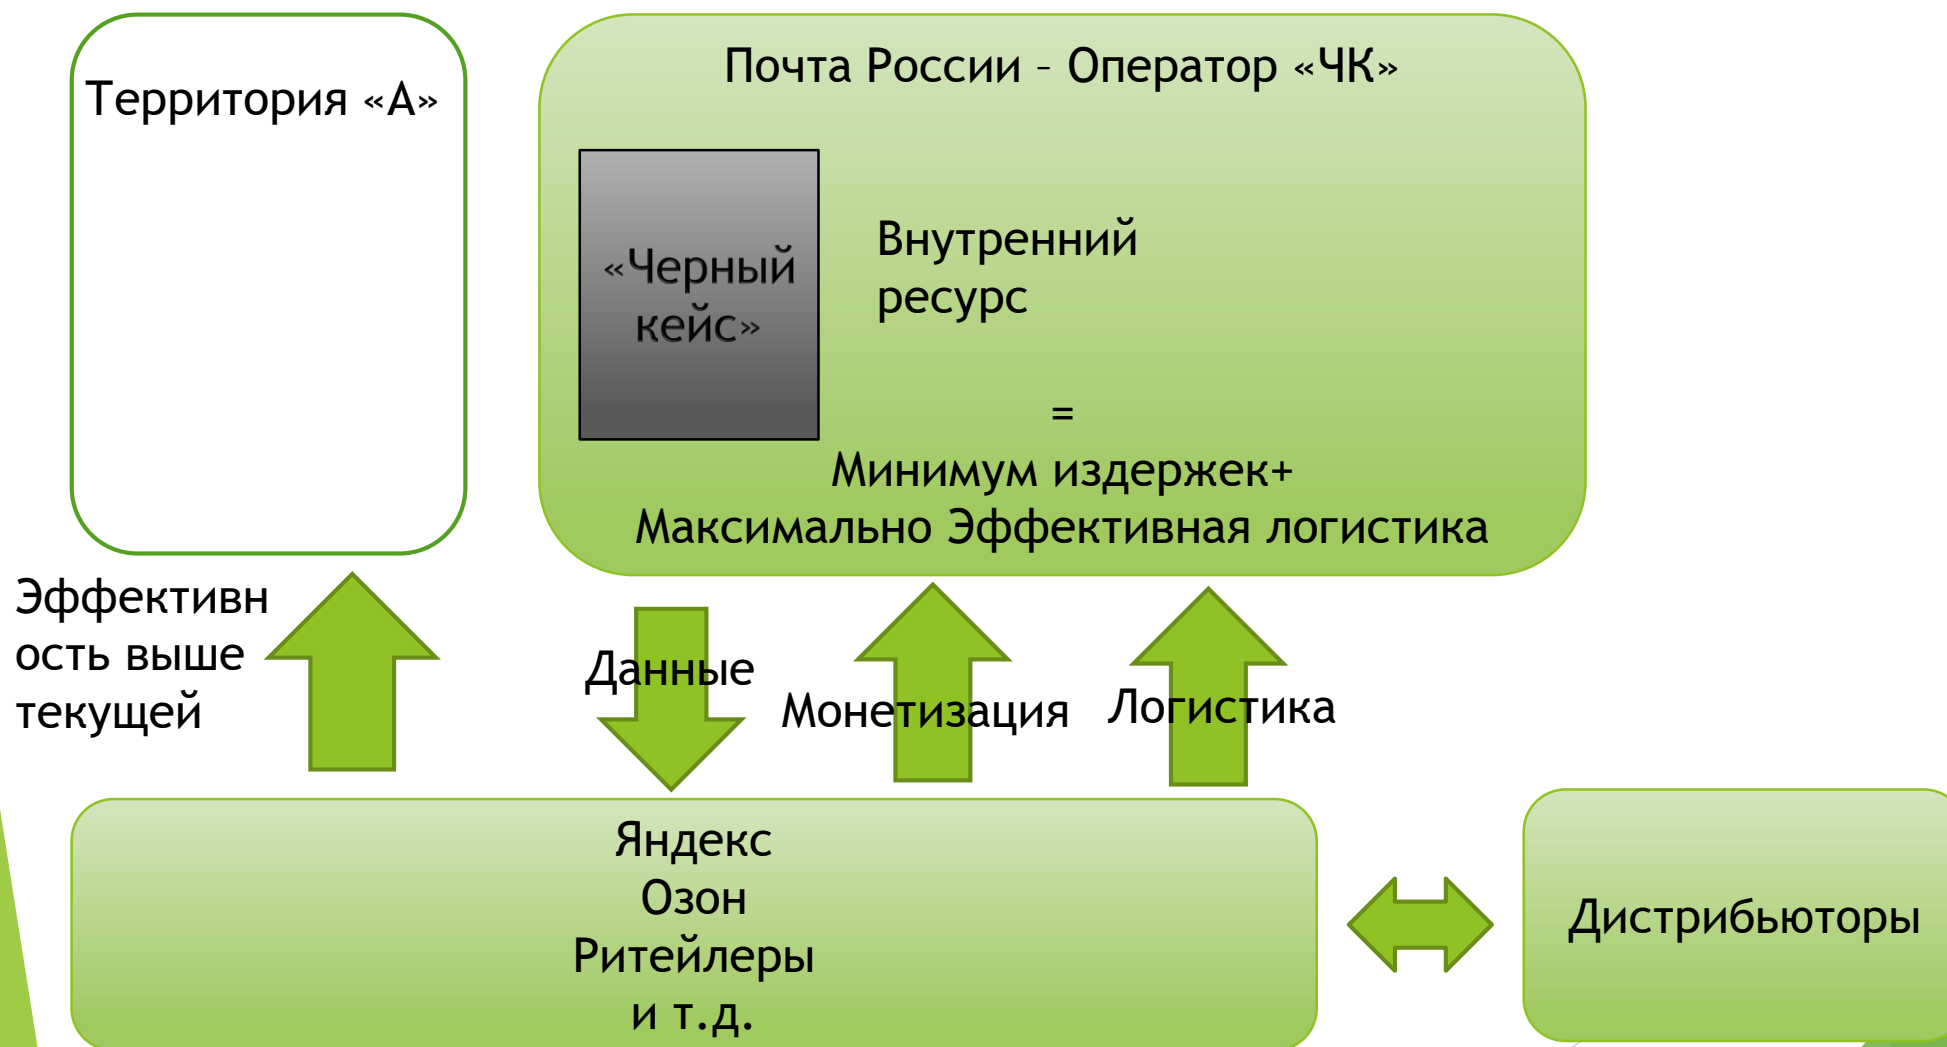 Территория «А»
Почта России – Оператор «ЧК»
«Черный
кейс»
Внутренний
ресурс
=
Минимум издержек+
Максимально Эффективная логистика
Эффективн
ость выше
текущей
Данные
Монетизация
Логистика
Яндекс
Озон
Ритейлеры
и т.д.
Дистрибьюторы